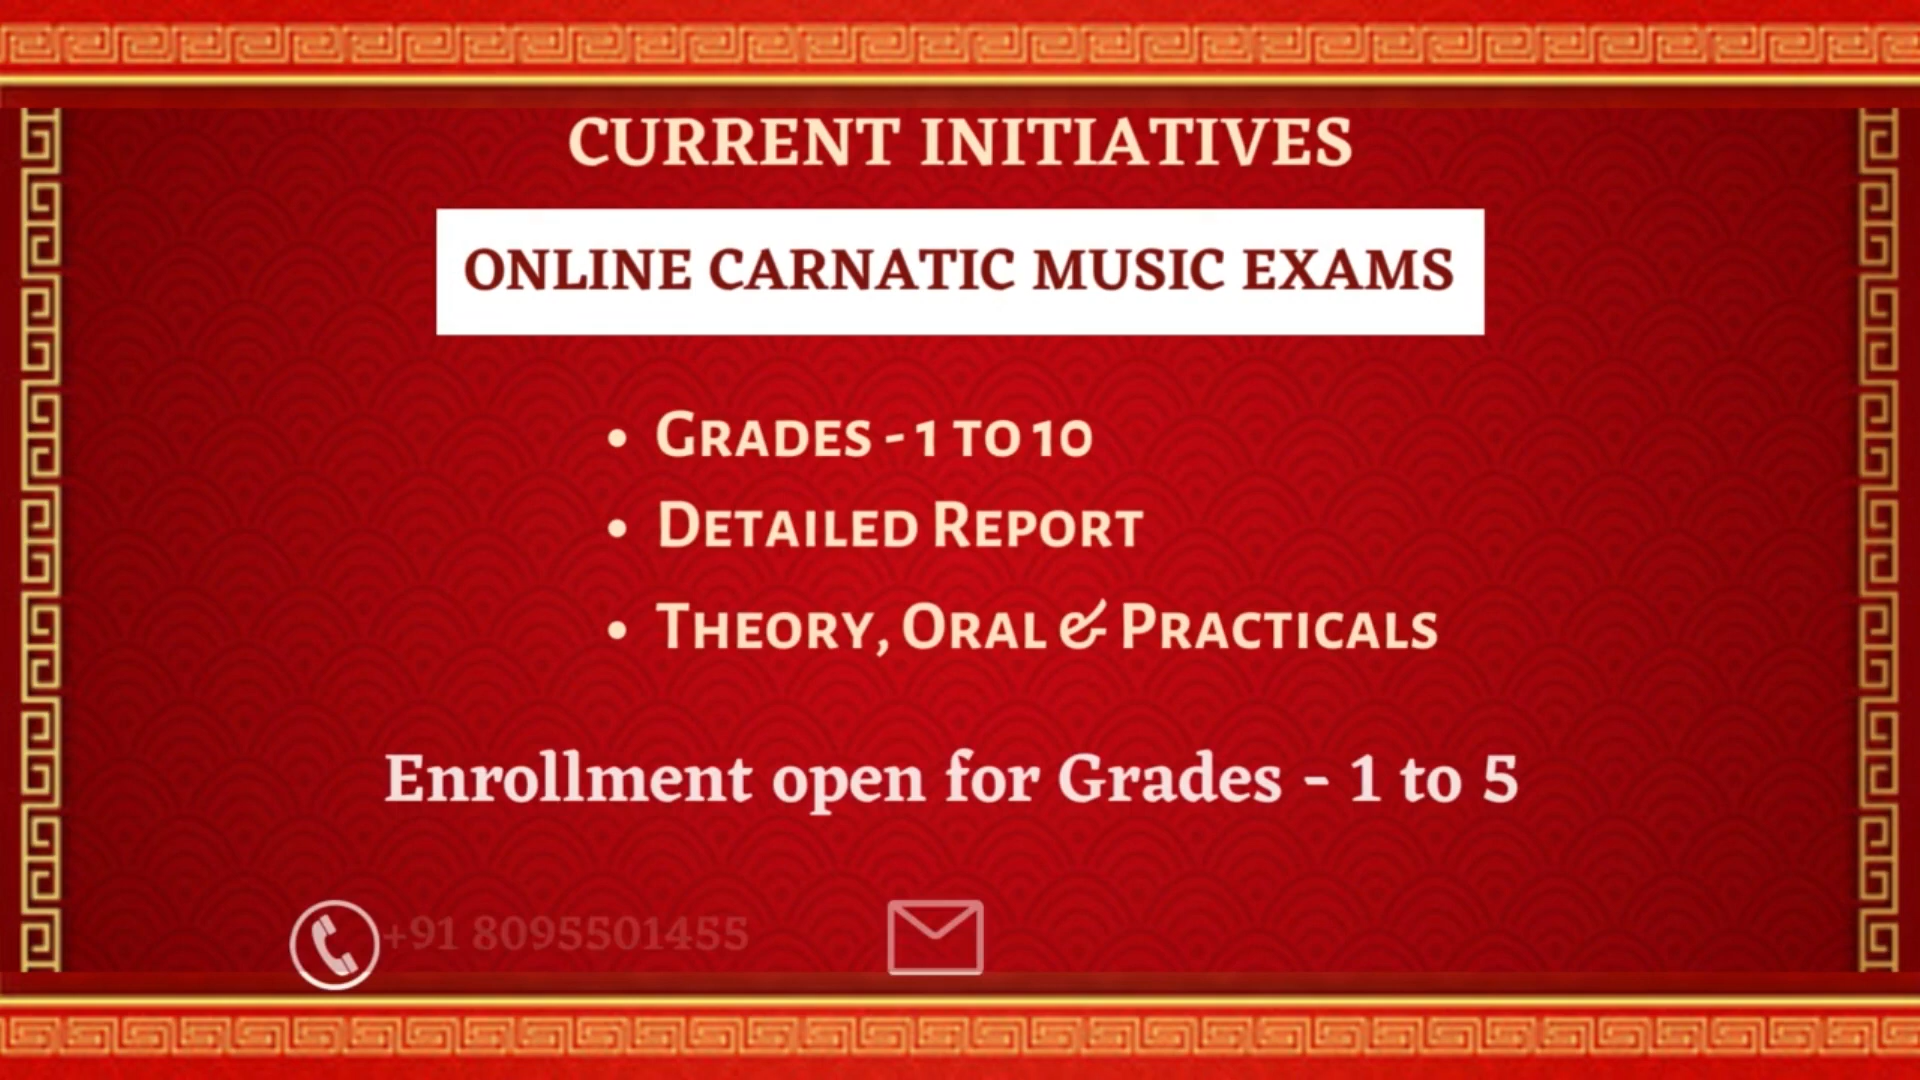 CURRENT INITIATIVES
ONLINE CARNATIC MUSIC EXAMS
• GRADES - 1 TO 10
• DETAILED REPORT
• THEORY, ORAL & PRACTICALS
Enrollment open for Grades - 1 to 5
+91 8095501455